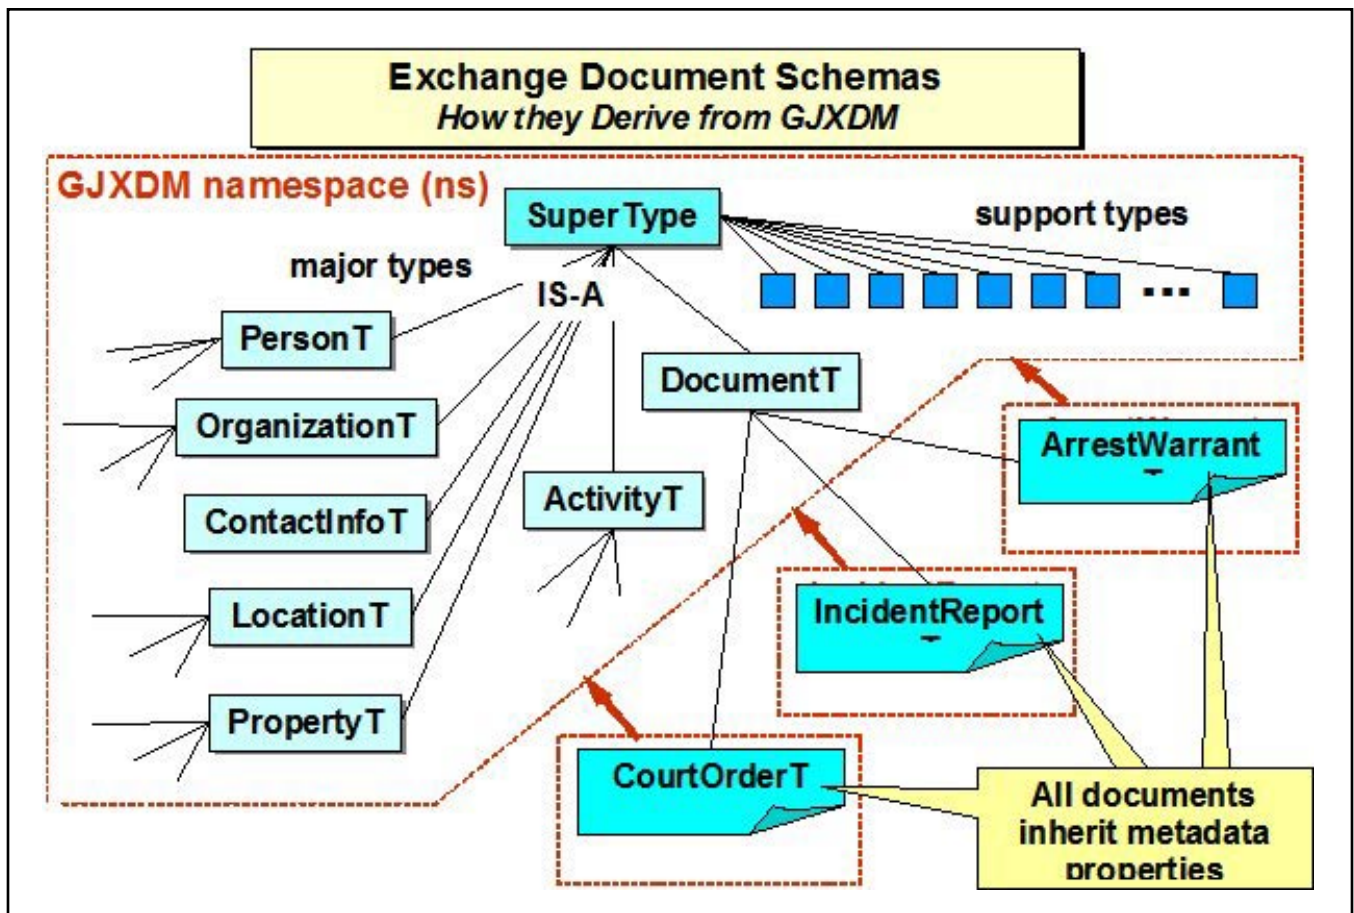 Exchange Document Schemas
How they Derive from GJXDM
GJXDM namespace (ns)
SuperType
support types
major types
IS-A
...
PersonT
DocumentT
OrganizationT
ArrestWarrant
ActivityT
ContactInfoT
LocationT
IncidentReport
PropertyT
CourtOrderT
All documents
inherit metadata
properties